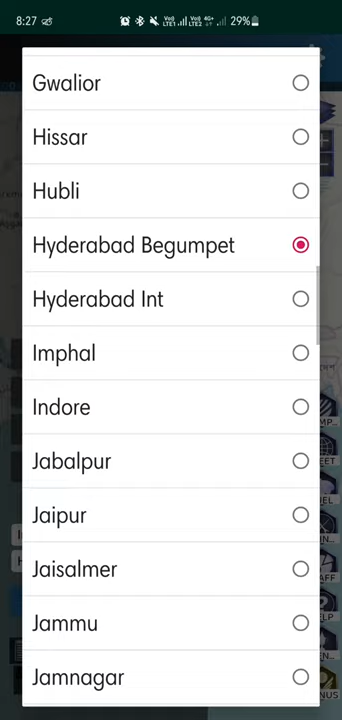 8:27
29%
Gwalior
Hissar
Hubli
Hyderabad Begumpet
Hyderabad Int
Imphal
Indore
Jabalpur
Jaipur
Jaisalmer
Jammu
Jamnagar